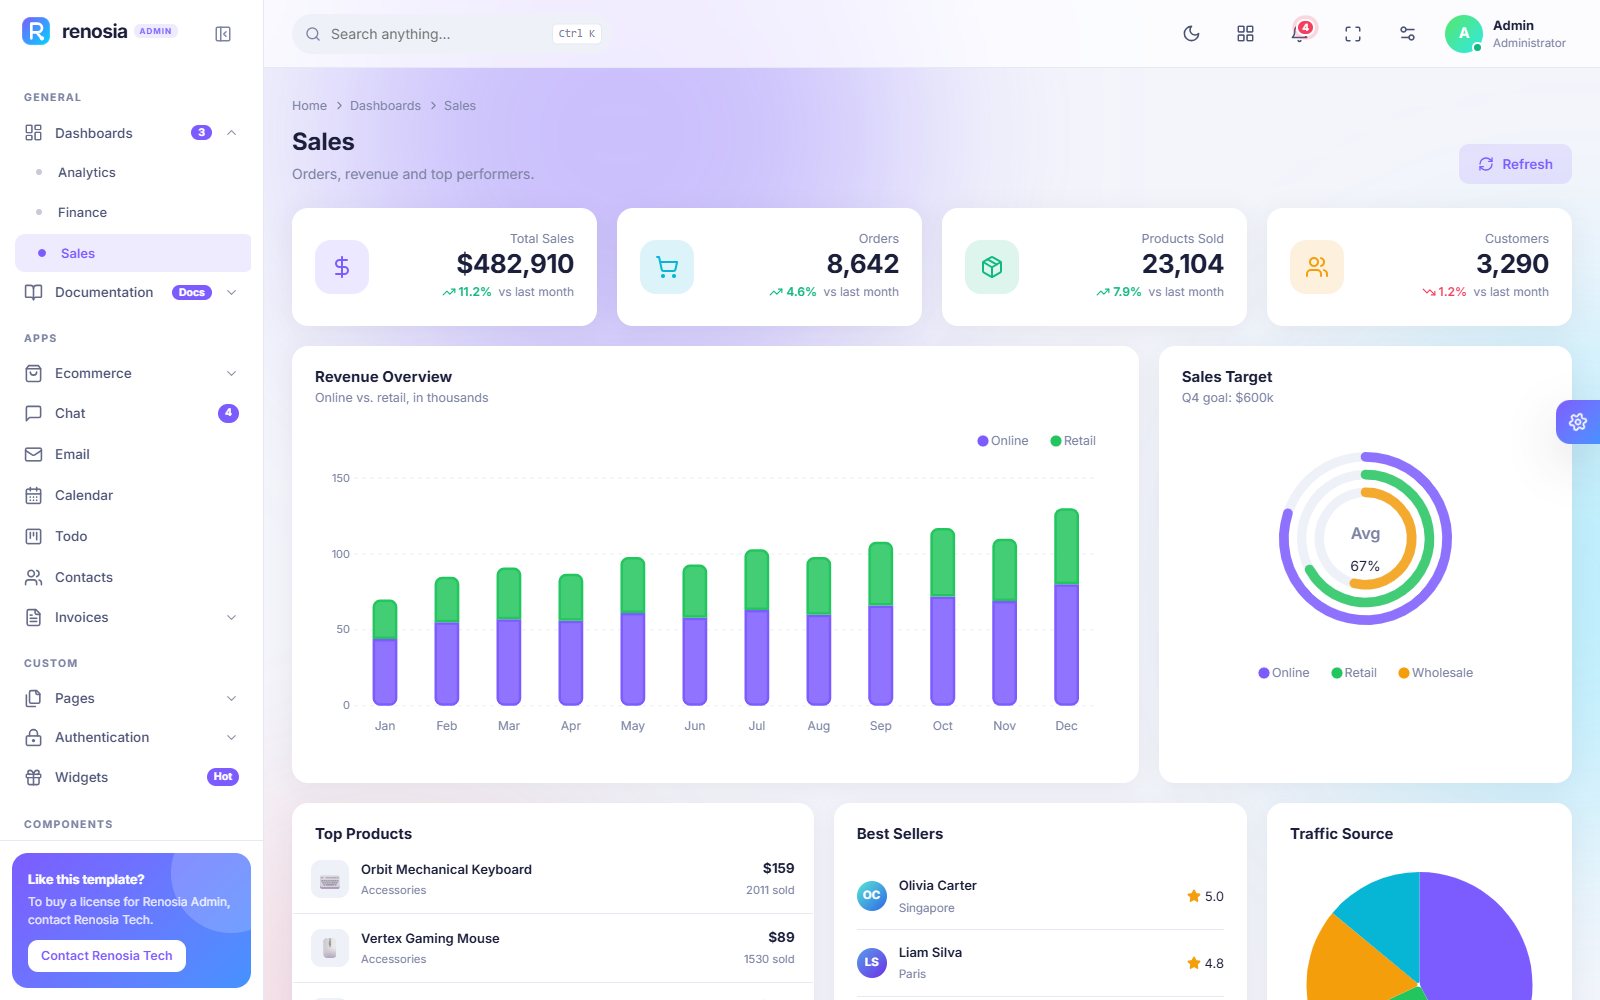 renosia ADMIN
Search anything...
Ctrl K
4
A
Admin
Administrator
GENERAL
Dashboards 3
Analytics
Finance
Sales
Documentation Docs
APPS
Ecommerce
Chat 4
Email
Calendar
Todo
Contacts
Invoices
CUSTOM
Pages
Authentication
Widgets Hot
COMPONENTS
Like this template?
To buy a license for Renosia Admin,
contact Renosia Tech.
Contact Renosia Tech
Home > Dashboards > Sales
Sales
Orders, revenue and top performers.
Refresh
Total Sales
$482,910
11.2% vs last month
Orders
8,642
4.6% vs last month
Products Sold
23,104
7.9% vs last month
Customers
3,290
1.2% vs last month
Revenue Overview
Online vs. retail, in thousands
Online Retail
150
100
50
0
Jan Feb Mar Apr May Jun Jul Aug Sep Oct Nov Dec
Sales Target
Q4 goal: $600k
Avg
67%
Online Retail Wholesale
Top Products
Orbit Mechanical Keyboard $159
Accessories 2011 sold
Vertex Gaming Mouse $89
Accessories 1530 sold
Best Sellers
OC
Olivia Carter
Singapore
5.0
LS
Liam Silva
Paris
4.8
Traffic Source